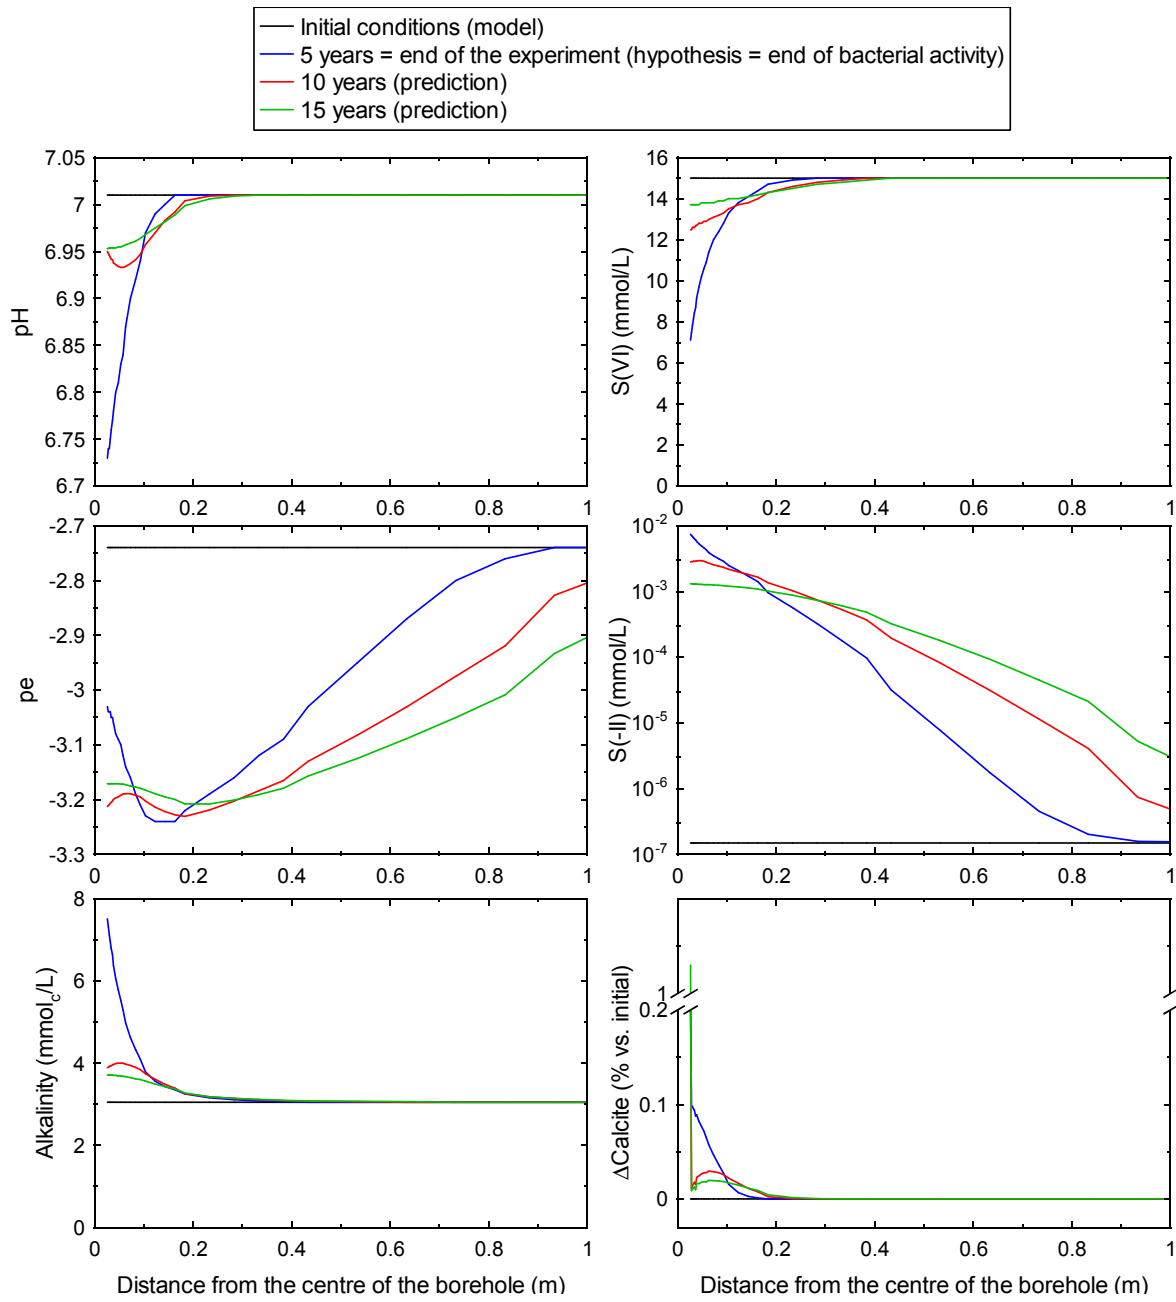 Initial conditions (model)
5 years = end of the experiment (hypothesis = end of bacterial activity)
10 years (prediction)
15 years (prediction)
7.05
7
6.95
6.9
6.85
6.8
6.75
6.7
pH
0 0.2 0.4 0.6 0.8 1
16
14
12
10
8
6
4
2
0
S(VI) (mmol/L)
0 0.2 0.4 0.6 0.8 1
-2.7
-2.8
-2.9
-3
-3.1
-3.2
-3.3
pe
0 0.2 0.4 0.6 0.8 1
10⁻²
10⁻³
10⁻⁴
10⁻⁵
10⁻⁶
10⁻⁷
S(-II) (mmol/L)
0 0.2 0.4 0.6 0.8 1
8
6
4
2
0
Alkalinity (mmol_c/L)
0 0.2 0.4 0.6 0.8 1
Distance from the centre of the borehole (m)
1
0.2
0.1
0
ΔCalcite (% vs. initial)
0 0.2 0.4 0.6 0.8 1
Distance from the centre of the borehole (m)